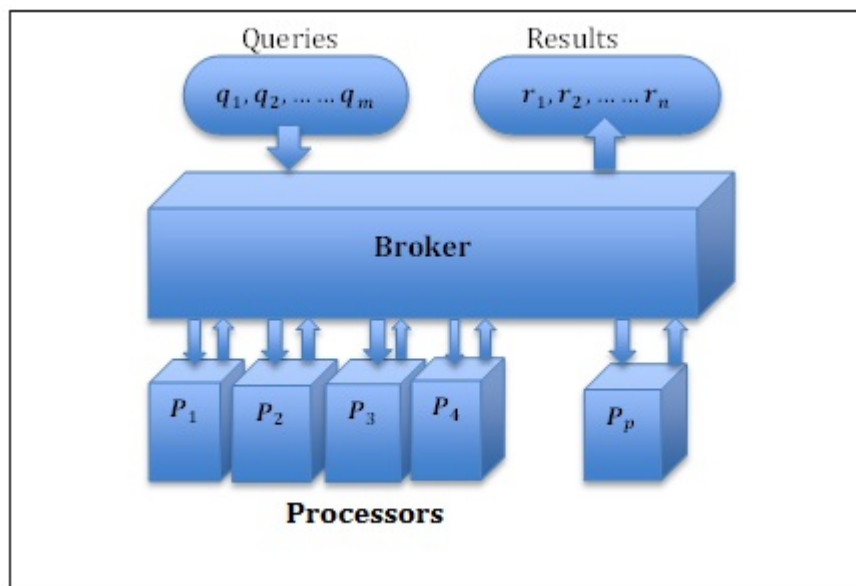 Queries Results
q₁, q₂, ... ... qₘ r₁, r₂, ... ... rₙ
Broker
P₁ P₂ P₃ P₄ Pₚ
Processors